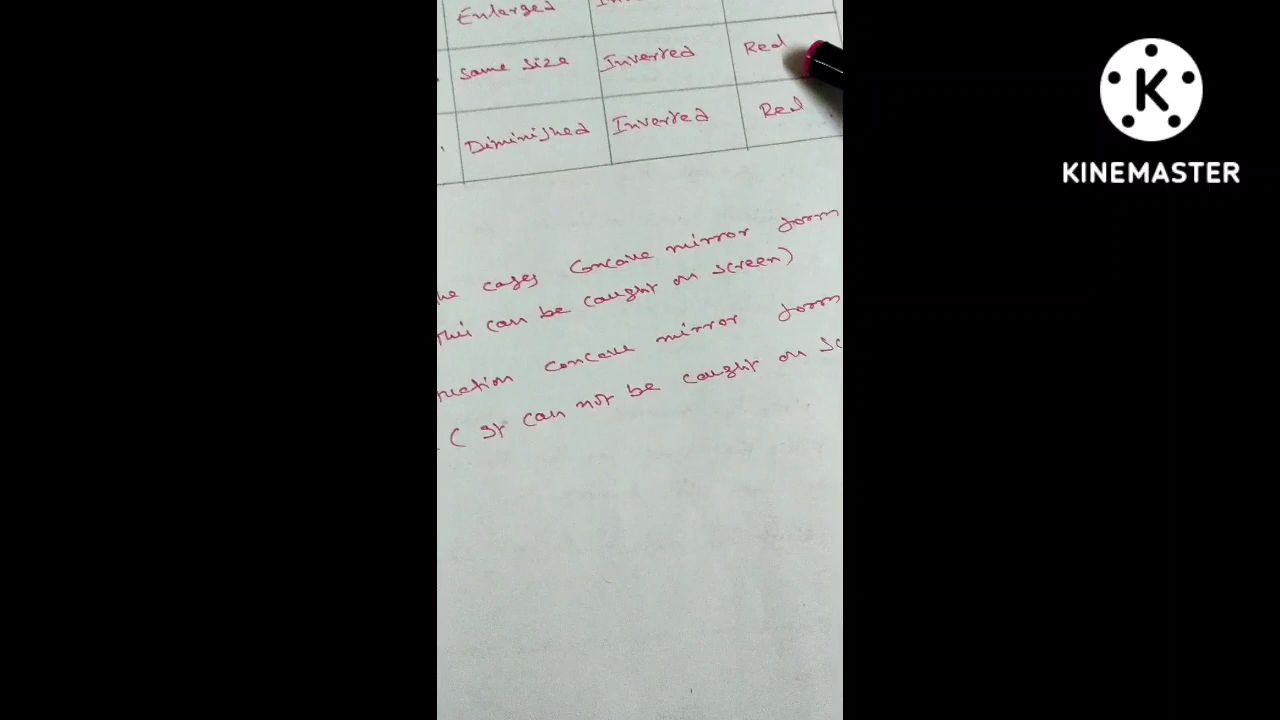 Enlarged
Same size Inverted Real
Diminished Inverted Real
cases Concave mirror form
This can be caught on screen)
concave mirror form
( It can not be caught on
K
KINEMASTER